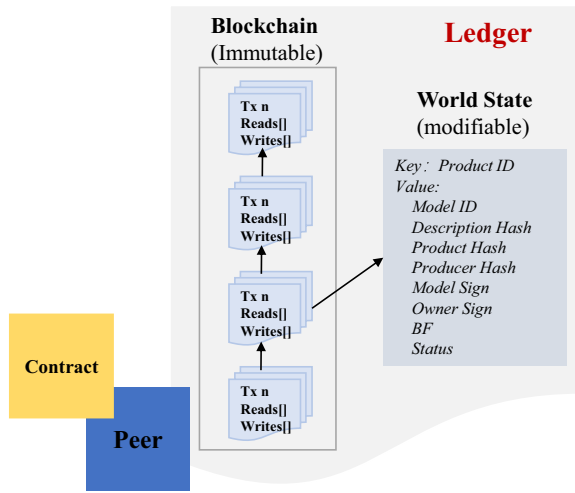 Blockchain
(Immutable)
Ledger
World State
(modifiable)
Tx n
Reads[]
Writes[]
Tx n
Reads[]
Writes[]
Tx n
Reads[]
Writes[]
Tx n
Reads[]
Writes[]
Key： Product ID
Value:
Model ID
Description Hash
Product Hash
Producer Hash
Model Sign
Owner Sign
BF
Status
Contract
Peer